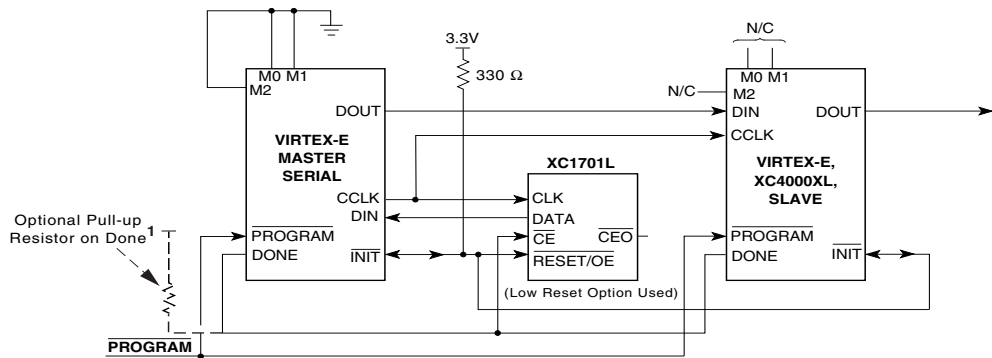 N/C
3.3V
M0 M1
M2
330 Ω
M0 M1
N/C
M2
DOUT
DIN
DOUT
CCLK
VIRTEX-E
MASTER
SERIAL
XC1701L
VIRTEX-E,
XC4000XL,
SLAVE
CCLK
CLK
DIN
DATA
Optional Pull-up
Resistor on Done1
PROGRAM
CE
CEO
PROGRAM
DONE
INIT
RESET/OE
DONE
INIT
(Low Reset Option Used)
PROGRAM